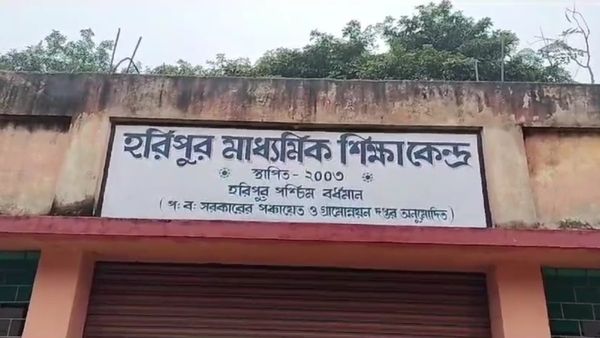 হরিপুর মাধ্যমিক শিক্ষাকেন্দ্র
স্থাপিত - ২০০৩
হরিপুর পশ্চিম বর্ধমান
( প: ব: সরকারের পঞ্চায়েত ও গ্রামোন্নয়ন দপ্তর অনুমোদিত )